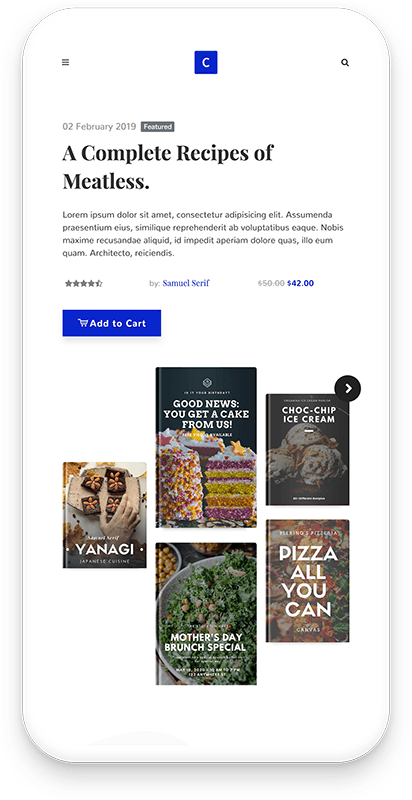 C
02 February 2019 Featured
A Complete Recipes of
Meatless.
Lorem ipsum dolor sit amet, consectetur adipisicing elit. Assumenda
praesentium eius, similique reprehenderit ab voluptatibus eaque. Nobis
maxime recusandae aliquid, id impedit aperiam dolore quas, illo eum
quam. Architecto, reiciendis.
by: Samuel Serif
$50.00 $42.00
Add to Cart
IS IT YOUR BIRTHDAY?
GOOD NEWS:
YOU GET A CAKE
FROM US!
AVAILABLE
CHOC-CHIP
ICE CREAM
Samuel Serif
YANAGI
JAPANESE CUISINE
PIZZA
ALL
YOU
CAN
CANVAS
MOTHER'S DAY
BRUNCH SPECIAL